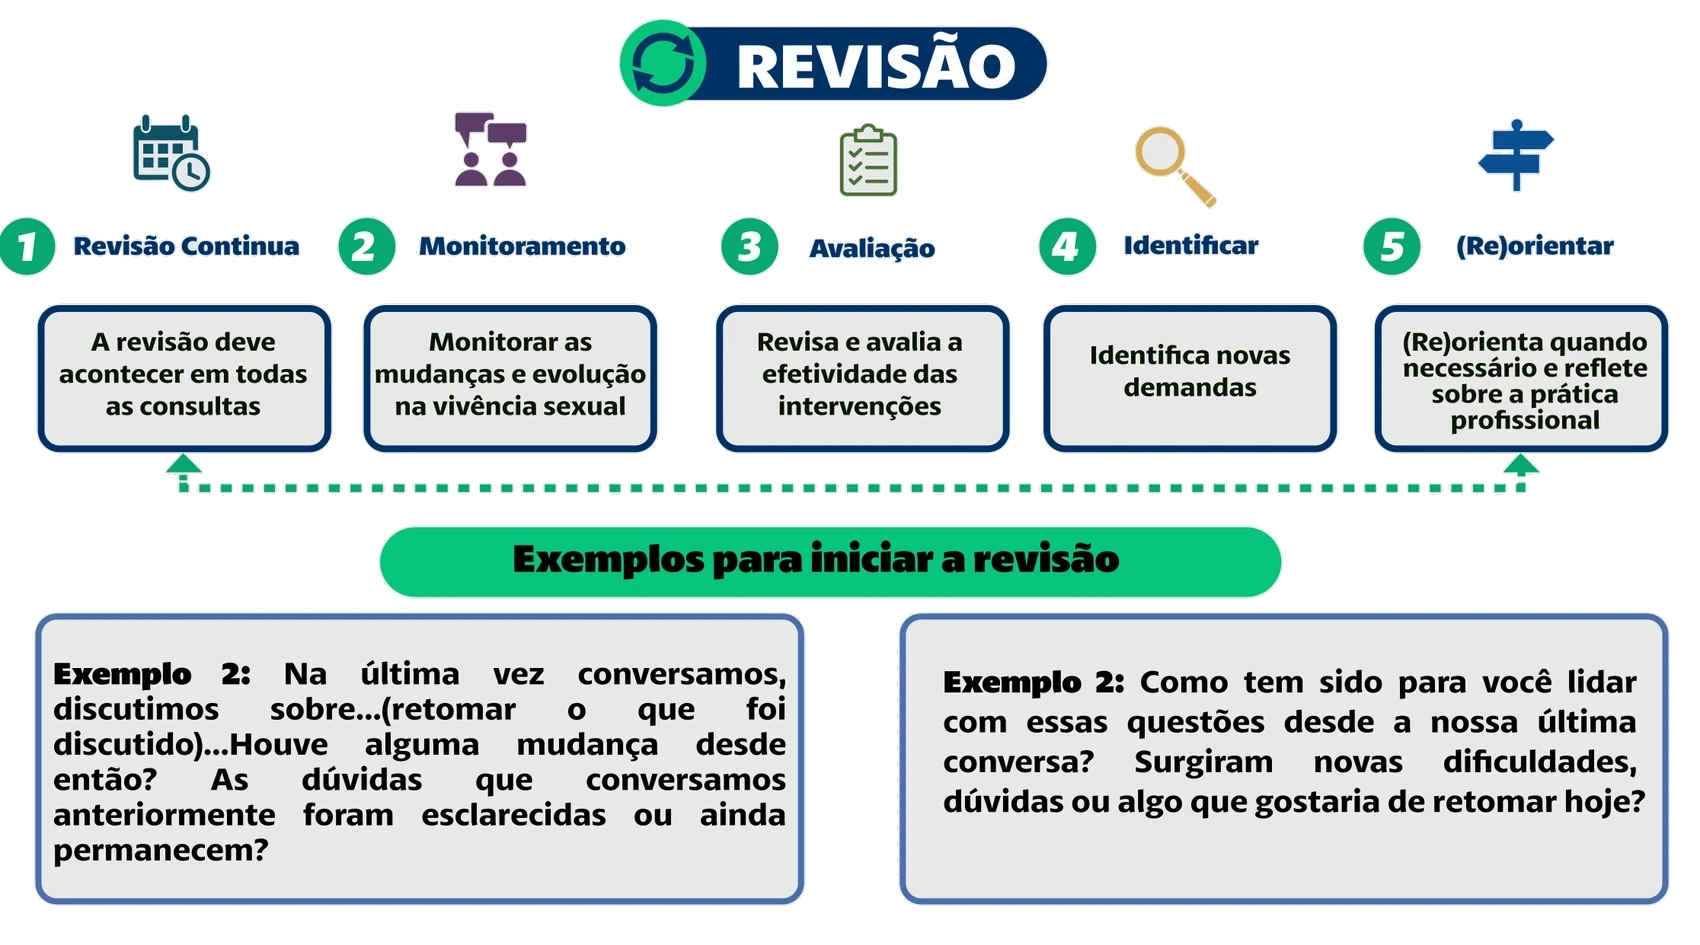 REVISÃO
1 Revisão Continua
2 Monitoramento
3 Avaliação
4 Identificar
5 (Re)orientar
A revisão deve
acontecer em todas
as consultas
Monitorar as
mudanças e evolução
na vivência sexual
Revisa e avalia a
efetividade das
intervenções
Identifica novas
demandas
(Re)orienta quando
necessário e reflete
sobre a prática
profissional
Exemplos para iniciar a revisão
Exemplo 2: Na última vez conversamos,
discutimos sobre...(retomar o que foi
discutido)...Houve alguma mudança desde
então? As dúvidas que conversamos
anteriormente foram esclarecidas ou ainda
permanecem?
Exemplo 2: Como tem sido para você lidar
com essas questões desde a nossa última
conversa? Surgiram novas dificuldades,
dúvidas ou algo que gostaria de retomar hoje?